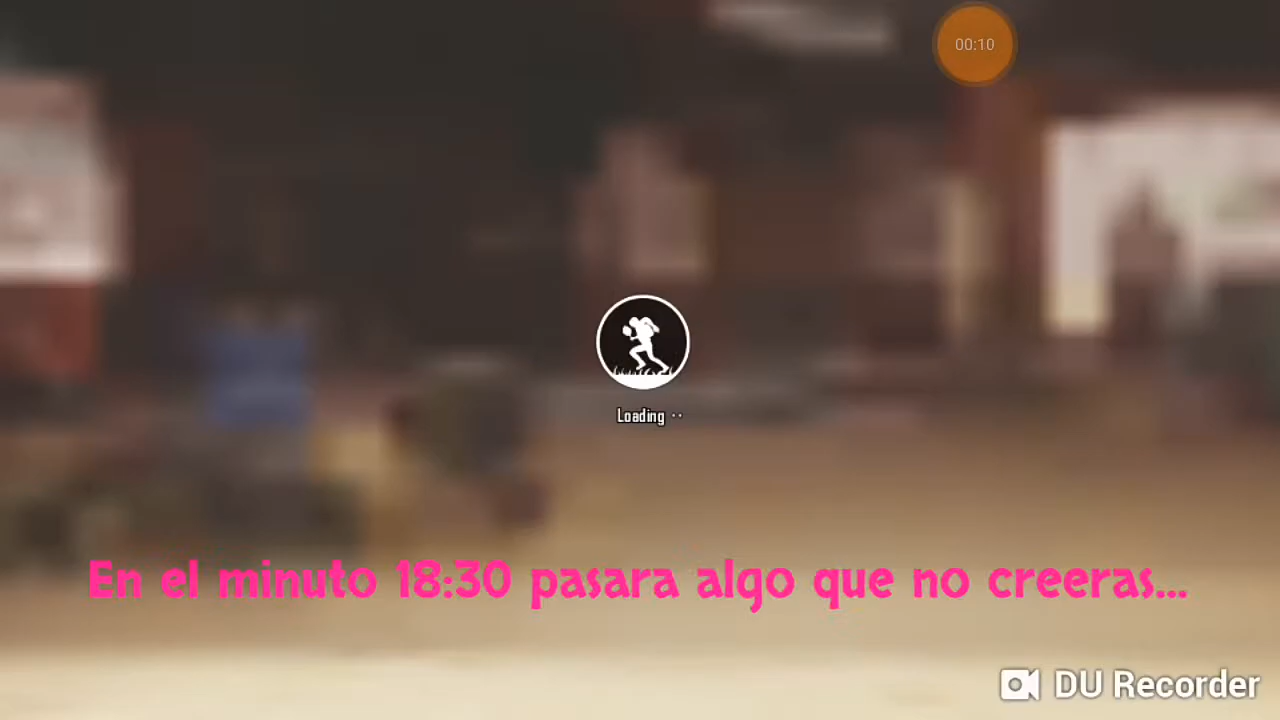 00:10
Loading ··
En el minuto 18:30 pasara algo que no creeras...
DU Recorder